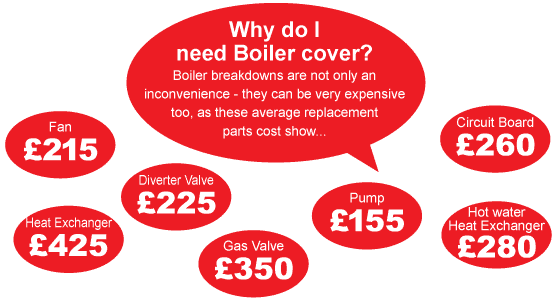 Why do I
need Boiler cover?
Boiler breakdowns are not only an
inconvenience - they can be very expensive
too, as these average replacement
parts cost show...
Fan
£215
Circuit Board
£260
Diverter Valve
£225
Pump
£155
Heat Exchanger
£425
Gas Valve
£350
Hot water
Heat Exchanger
£280